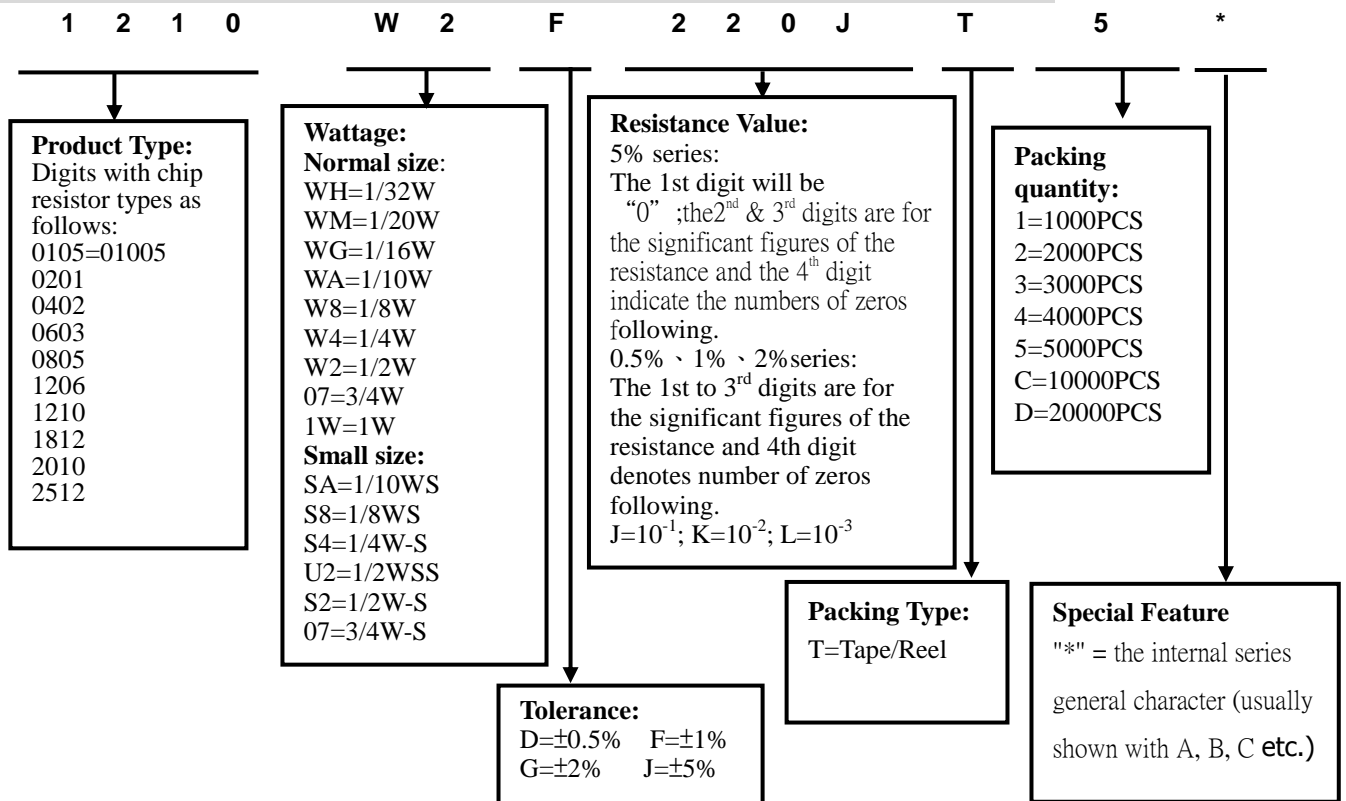 1 2 1 0 W 2 F 2 2 0 J T 5 *
Product Type:
Digits with chip
resistor types as
follows:
0105=01005
0201
0402
0603
0805
1206
1210
1812
2010
2512
Wattage:
Normal size:
WH=1/32W
WM=1/20W
WG=1/16W
WA=1/10W
W8=1/8W
W4=1/4W
W2=1/2W
07=3/4W
1W=1W
Small size:
SA=1/10WS
S8=1/8WS
S4=1/4W-S
U2=1/2WSS
S2=1/2W-S
07=3/4W-S
Tolerance:
D=±0.5% F=±1%
G=±2% J=±5%
Resistance Value:
5% series:
The 1st digit will be
“0” ;the2nd & 3rd digits are for
the significant figures of the
resistance and the 4th digit
indicate the numbers of zeros
following.
0.5%、1%、2%series:
The 1st to 3rd digits are for
the significant figures of the
resistance and 4th digit
denotes number of zeros
following.
J=10-1; K=10-2; L=10-3
Packing Type:
T=Tape/Reel
Packing
quantity:
1=1000PCS
2=2000PCS
3=3000PCS
4=4000PCS
5=5000PCS
C=10000PCS
D=20000PCS
Special Feature
"*" = the internal series
general character (usually
shown with A, B, C etc.)